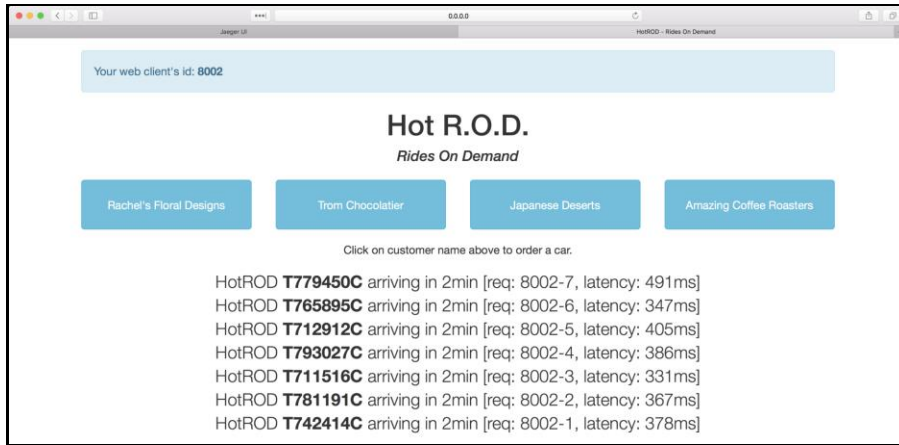 0.0.0.0
Jaeger UI
HotROD - Rides On Demand
Your web client's id: 8002
Hot R.O.D.
Rides On Demand
Rachel's Floral Designs
Trom Chocolatier
Japanese Deserts
Amazing Coffee Roasters
Click on customer name above to order a car.
HotROD T779450C arriving in 2min [req: 8002-7, latency: 491ms]
HotROD T765895C arriving in 2min [req: 8002-6, latency: 347ms]
HotROD T712912C arriving in 2min [req: 8002-5, latency: 405ms]
HotROD T793027C arriving in 2min [req: 8002-4, latency: 386ms]
HotROD T711516C arriving in 2min [req: 8002-3, latency: 331ms]
HotROD T781191C arriving in 2min [req: 8002-2, latency: 367ms]
HotROD T742414C arriving in 2min [req: 8002-1, latency: 378ms]